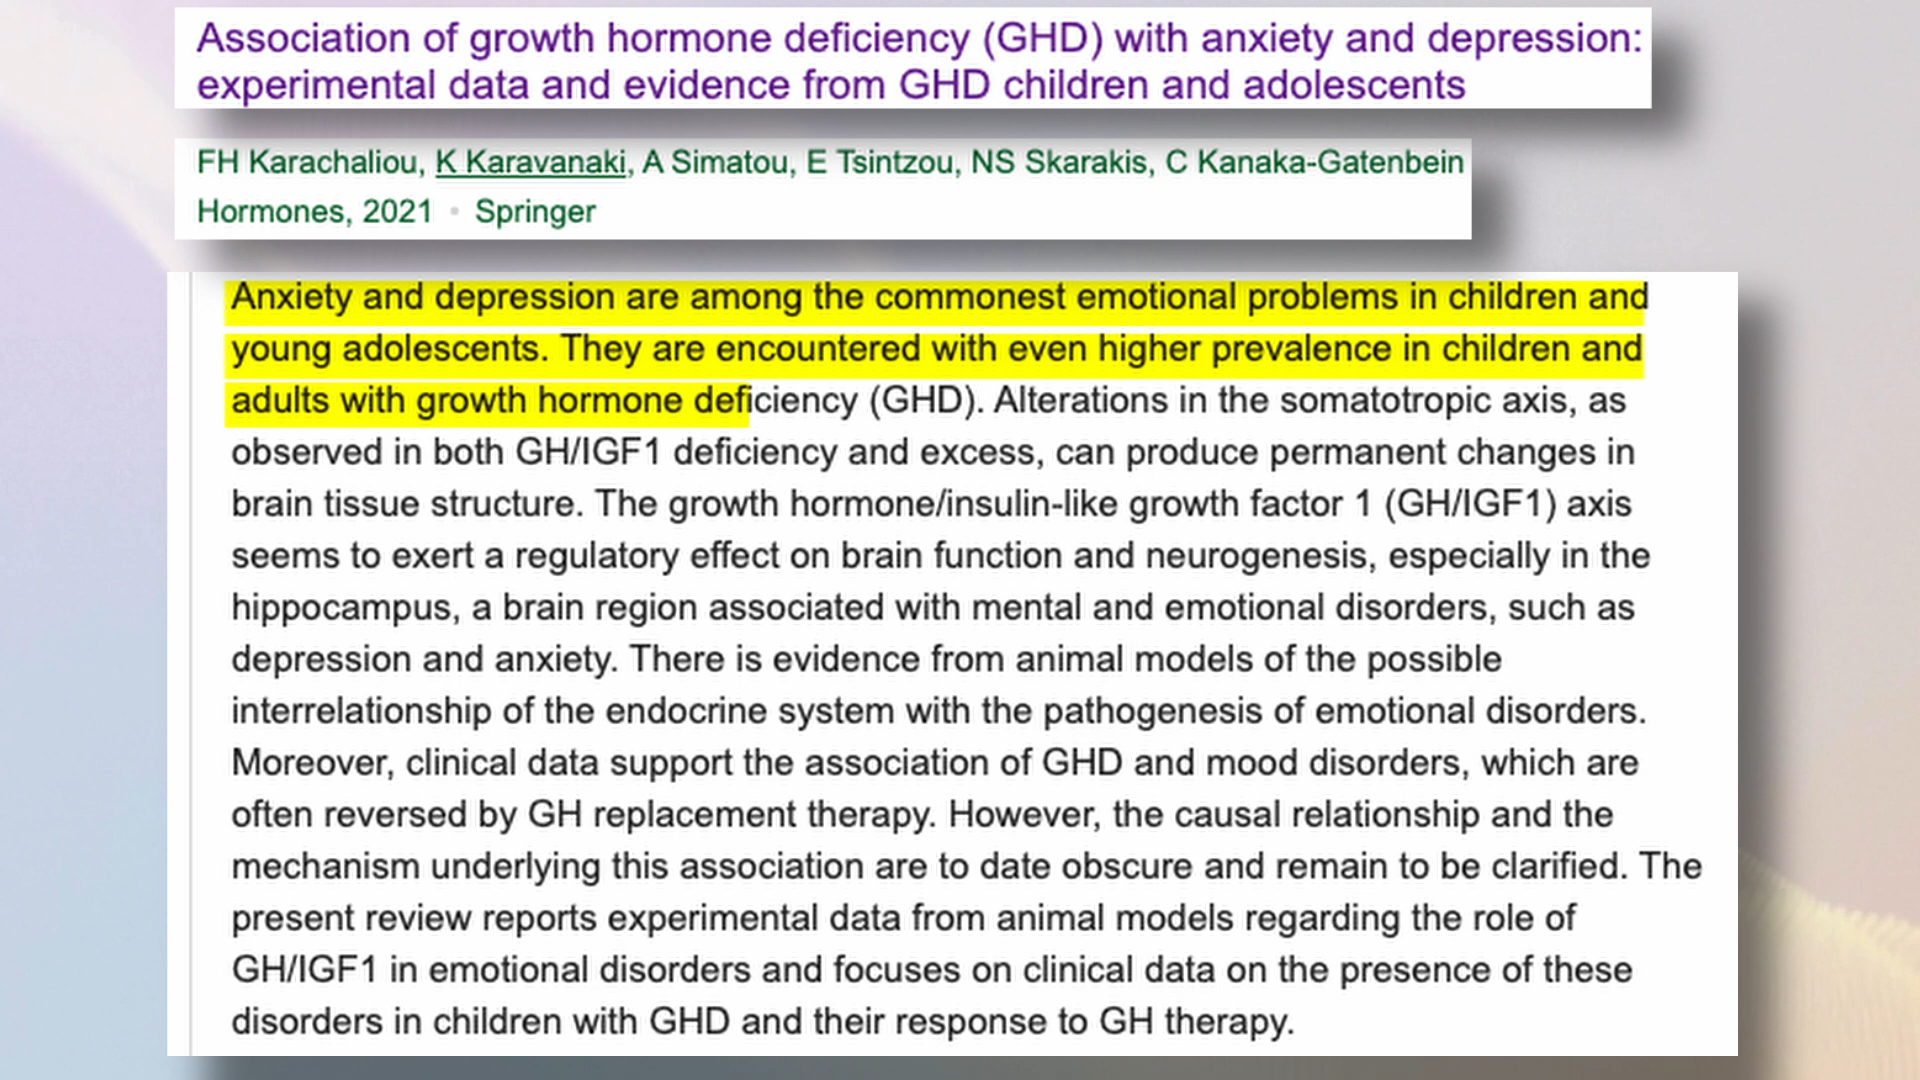 Association of growth hormone deficiency (GHD) with anxiety and depression:
experimental data and evidence from GHD children and adolescents
FH Karachaliou, K Karavanaki, A Simatou, E Tsintzou, NS Skarakis, C Kanaka-Gatenbein
Hormones, 2021 • Springer
Anxiety and depression are among the commonest emotional problems in children and
young adolescents. They are encountered with even higher prevalence in children and
adults with growth hormone deficiency (GHD). Alterations in the somatotropic axis, as
observed in both GH/IGF1 deficiency and excess, can produce permanent changes in
brain tissue structure. The growth hormone/insulin-like growth factor 1 (GH/IGF1) axis
seems to exert a regulatory effect on brain function and neurogenesis, especially in the
hippocampus, a brain region associated with mental and emotional disorders, such as
depression and anxiety. There is evidence from animal models of the possible
interrelationship of the endocrine system with the pathogenesis of emotional disorders.
Moreover, clinical data support the association of GHD and mood disorders, which are
often reversed by GH replacement therapy. However, the causal relationship and the
mechanism underlying this association are to date obscure and remain to be clarified. The
present review reports experimental data from animal models regarding the role of
GH/IGF1 in emotional disorders and focuses on clinical data on the presence of these
disorders in children with GHD and their response to GH therapy.